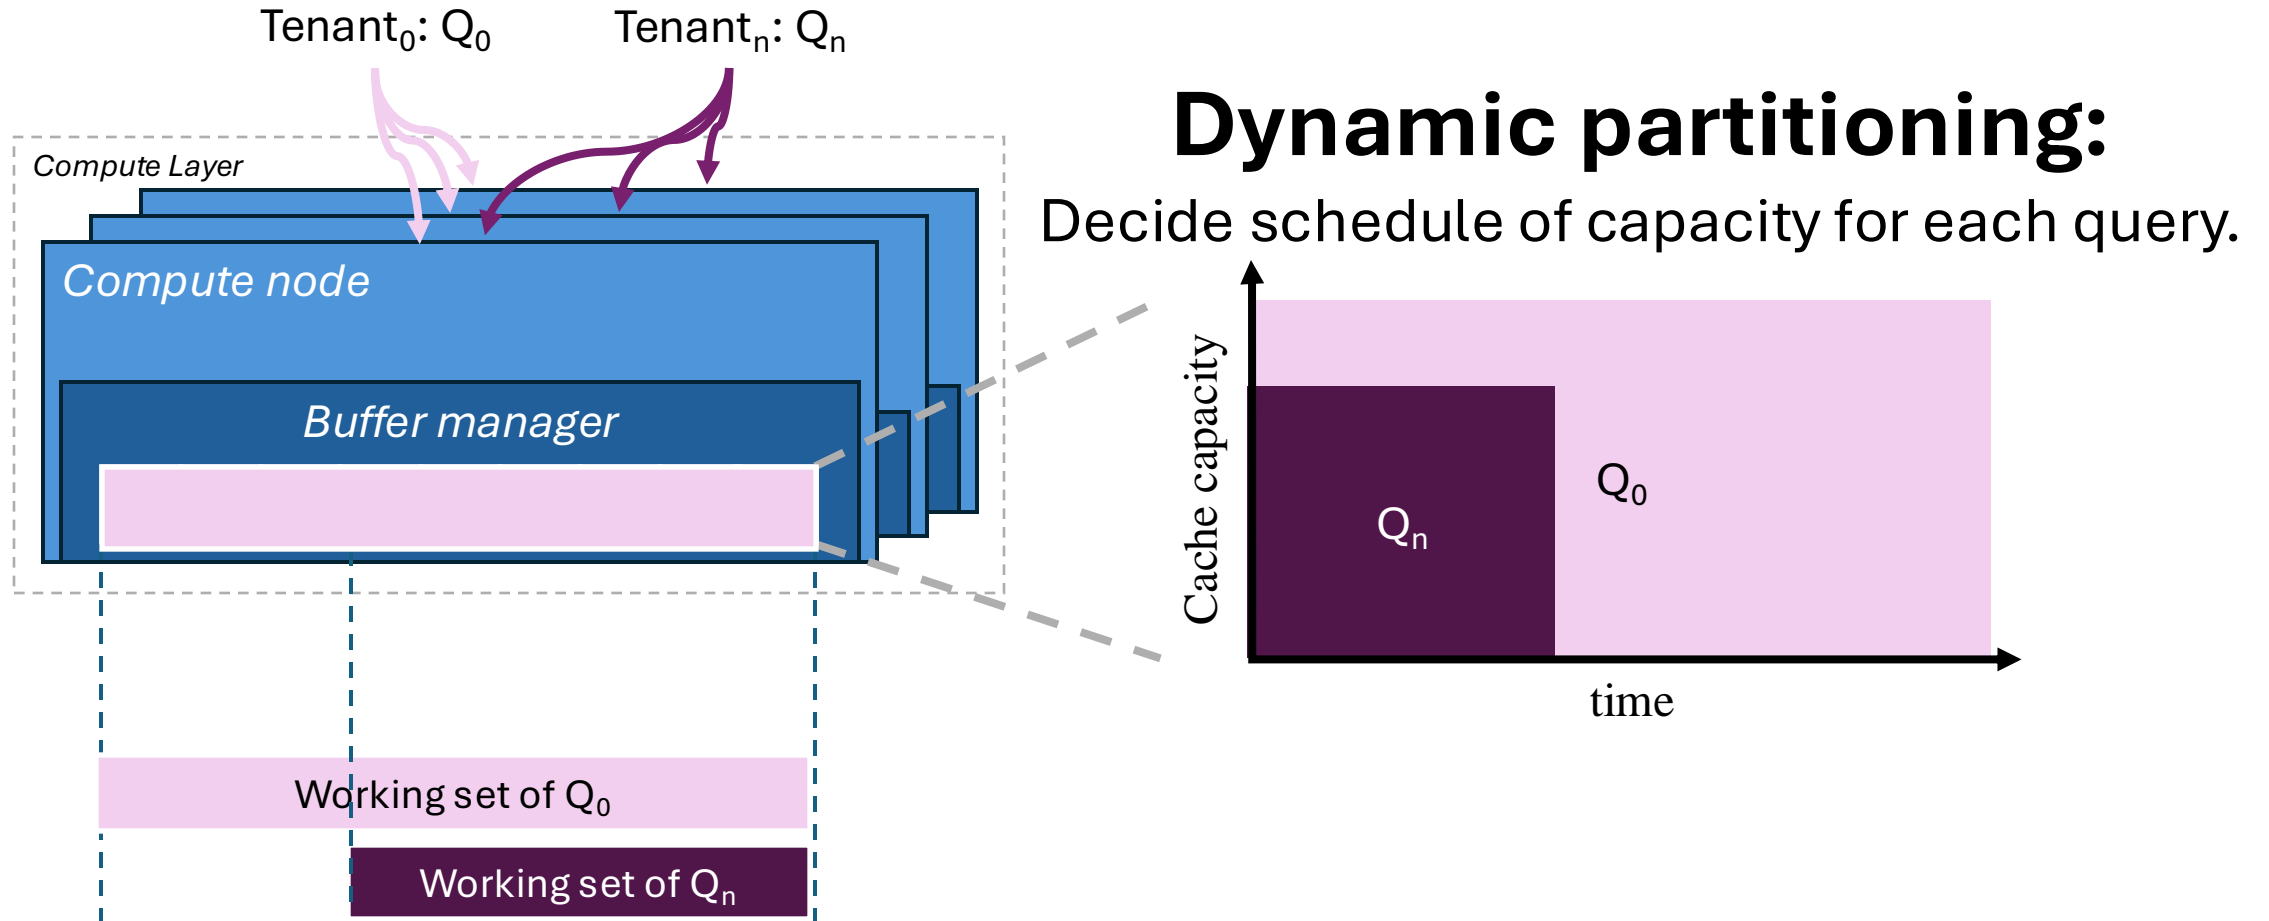 Tenant₀: Q₀
Tenantₙ: Qₙ
Compute Layer
Compute node
Buffer manager
Working set of Q₀
Working set of Qₙ
Dynamic partitioning:
Decide schedule of capacity for each query.
Cache capacity
Qₙ
Q₀
time